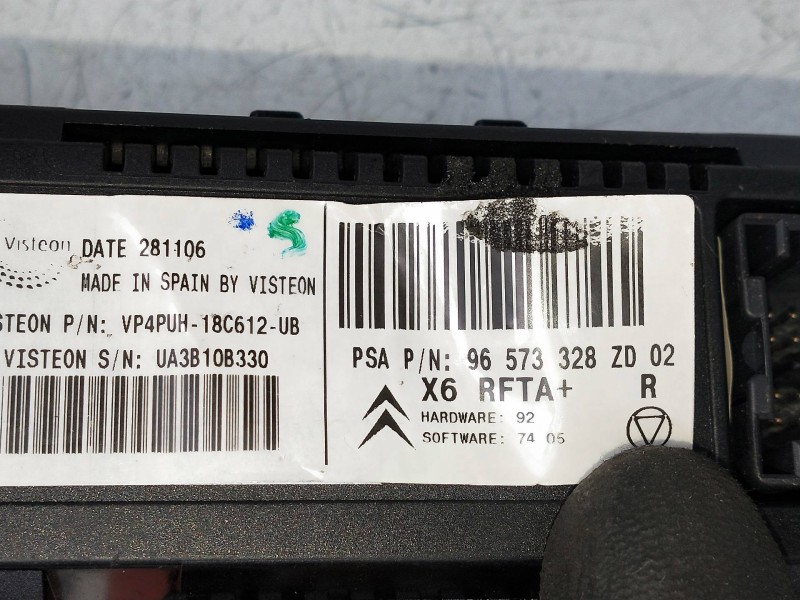 Visteon DATE 281106
MADE IN SPAIN BY VISTEON
STEON P/N: VP4PUH-18C612-UB
VISTEON S/N: UA3B10B330
PSA P/N: 96 573 328 ZD 02
X6 RFTA+ R
HARDWARE: 92
SOFTWARE: 74 05